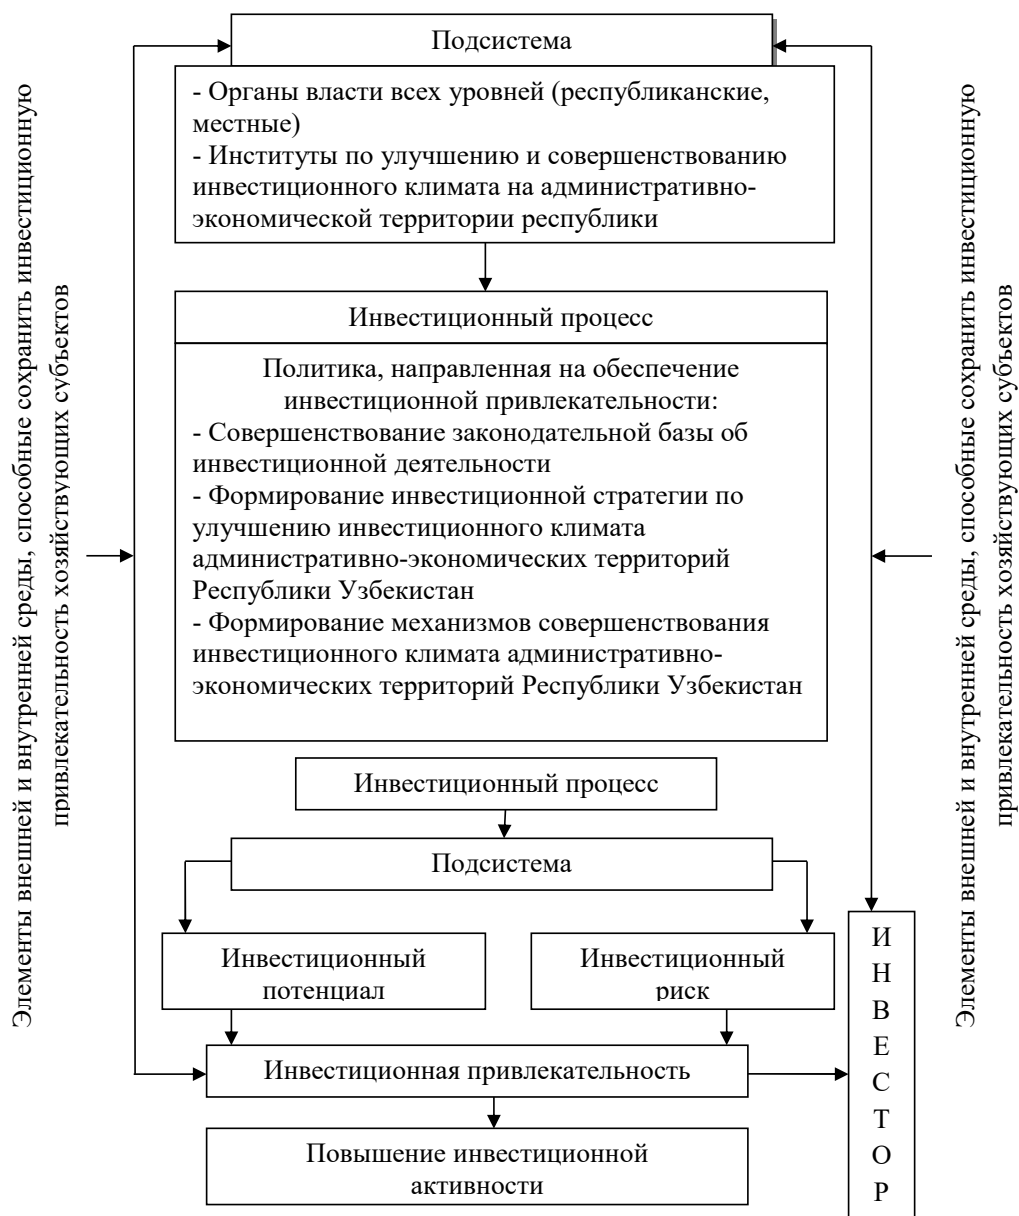 Подсистема
- Органы власти всех уровней (республиканские,
местные)
- Институты по улучшению и совершенствованию
инвестиционного климата на административно-
экономической территории республики
Элементы внешней и внутренней среды, способные сохранить инвестиционную
привлекательность хозяйствующих субъектов
Инвестиционный процесс
Политика, направленная на обеспечение
инвестиционной привлекательности:
- Совершенствование законодательной базы об
инвестиционной деятельности
- Формирование инвестиционной стратегии по
улучшению инвестиционного климата
административно-экономических территорий
Республики Узбекистан
- Формирование механизмов совершенствования
инвестиционного климата административно-
экономических территорий Республики Узбекистан
Элементы внешней и внутренней среды, способные сохранить инвестиционную
привлекательность хозяйствующих субъектов
Инвестиционный процесс
Подсистема
Инвестиционный
потенциал
Инвестиционный
риск
Инвестиционная привлекательность
Повышение инвестиционной
активности
И
Н
В
Е
С
Т
О
Р